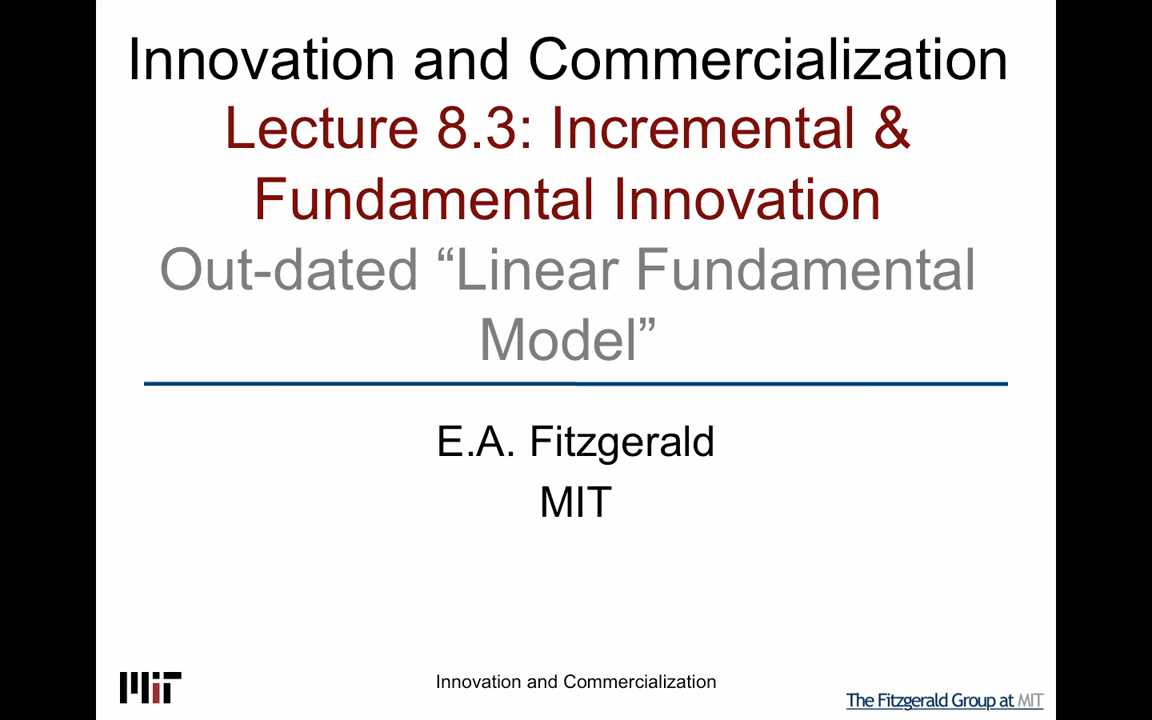 Innovation and Commercialization
Lecture 8.3: Incremental &
Fundamental Innovation
Out-dated “Linear Fundamental
Model”
E.A. Fitzgerald
MIT
MIT
Innovation and Commercialization
The Fitzgerald Group at MIT